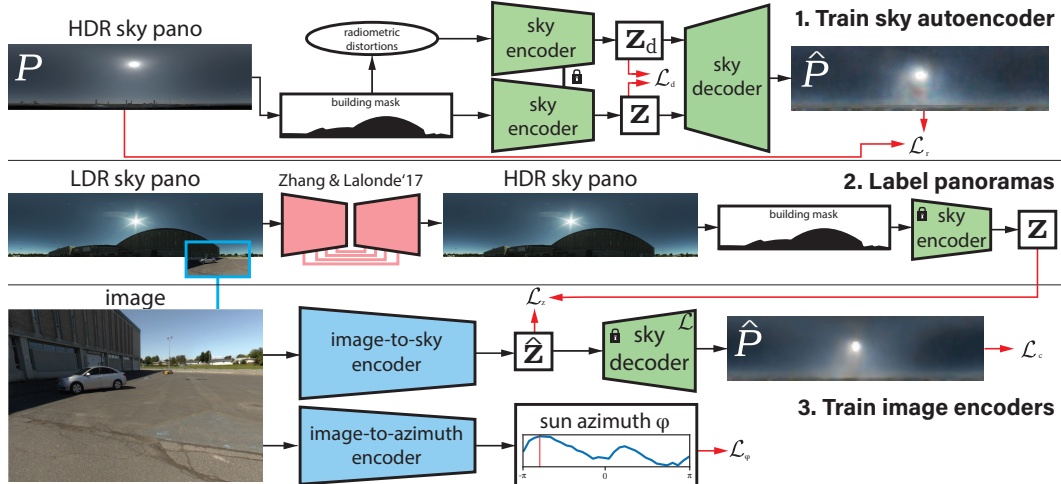 HDR sky pano
P
radiometric
distortions
building mask
sky
encoder
sky
encoder
z_d
z
ℒ_d
sky
decoder
P̂
ℒ_r
1. Train sky autoencoder
LDR sky pano
Zhang & Lalonde‘17
HDR sky pano
building mask
sky
encoder
z
2. Label panoramas
image
image-to-sky
encoder
ℒ_z
ẑ
sky
decoder
ℒ
P̂
ℒ_c
3. Train image encoders
image-to-azimuth
encoder
sun azimuth φ
-π 0 π
ℒ_φ